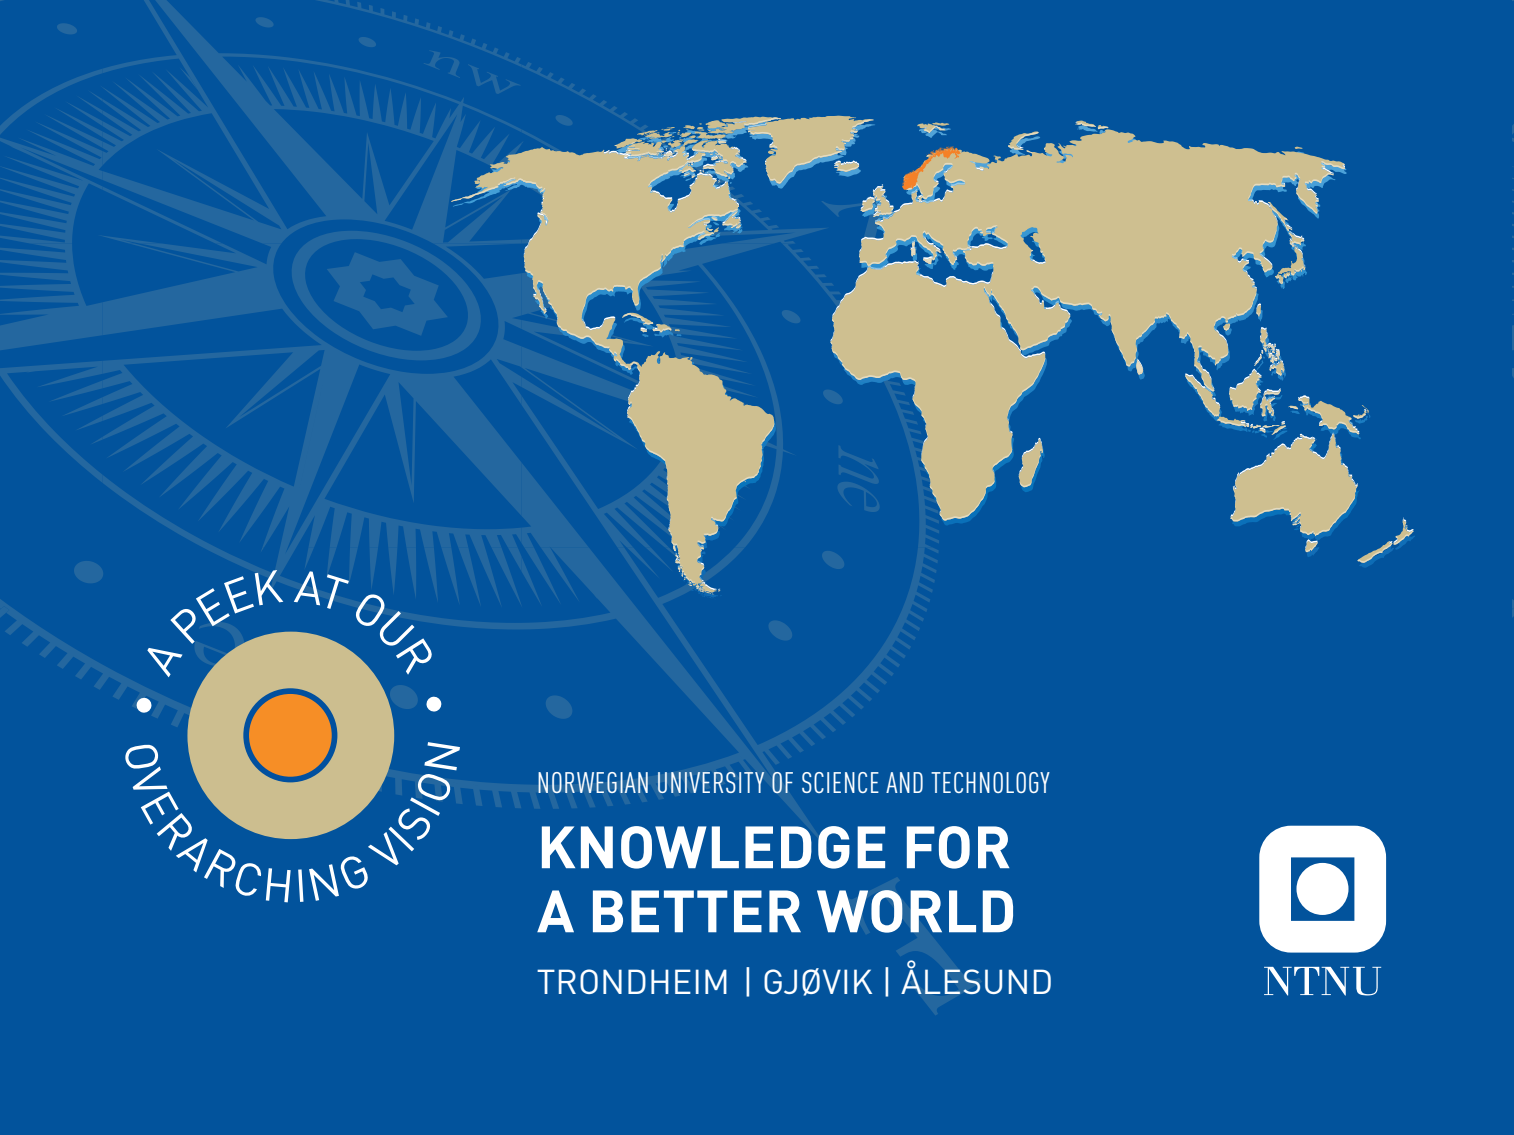 nw
ne
A PEEK AT OUR
OVERARCHING VISION
NORWEGIAN UNIVERSITY OF SCIENCE AND TECHNOLOGY
KNOWLEDGE FOR
A BETTER WORLD
TRONDHEIM | GJØVIK | ÅLESUND
NTNU